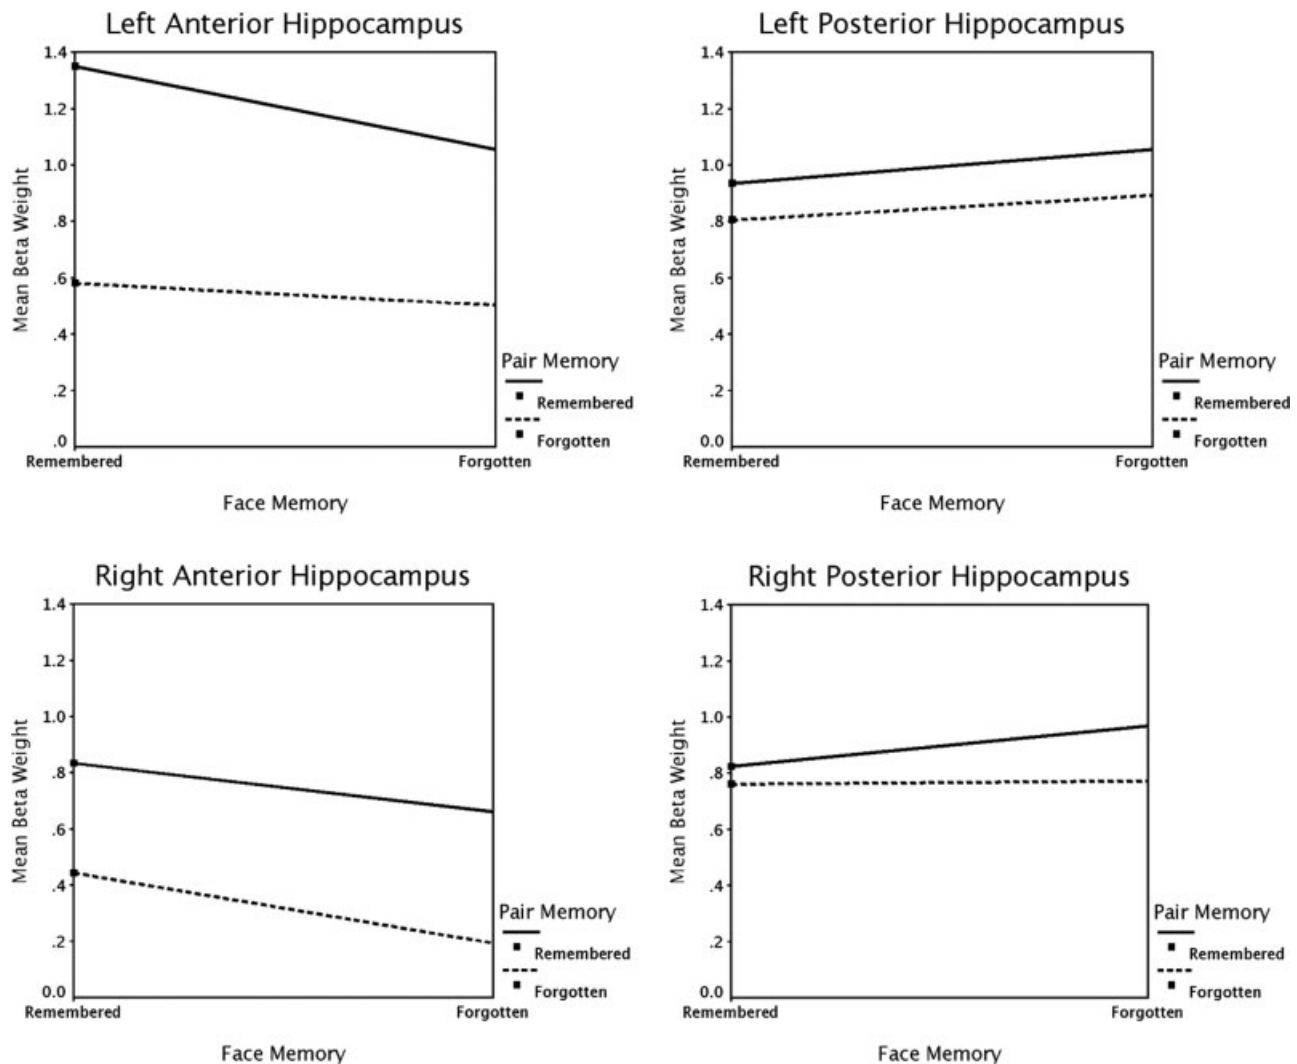 Left Anterior Hippocampus
1.4
1.2
1.0
.8
.6
.4
.2
.0
Mean Beta Weight
Remembered
Forgotten
Face Memory
Pair Memory
Remembered
Forgotten
Left Posterior Hippocampus
1.4
1.2
1.0
.8
.6
.4
.2
0.0
Mean Beta Weight
Remembered
Forgotten
Face Memory
Pair Memory
Remembered
Forgotten
Right Anterior Hippocampus
1.4
1.2
1.0
.8
.6
.4
.2
0.0
Mean Beta Weight
Remembered
Forgotten
Face Memory
Pair Memory
Remembered
Forgotten
Right Posterior Hippocampus
1.4
1.2
1.0
.8
.6
.4
.2
0.0
Mean Beta Weight
Remembered
Forgotten
Face Memory
Pair Memory
Remembered
Forgotten